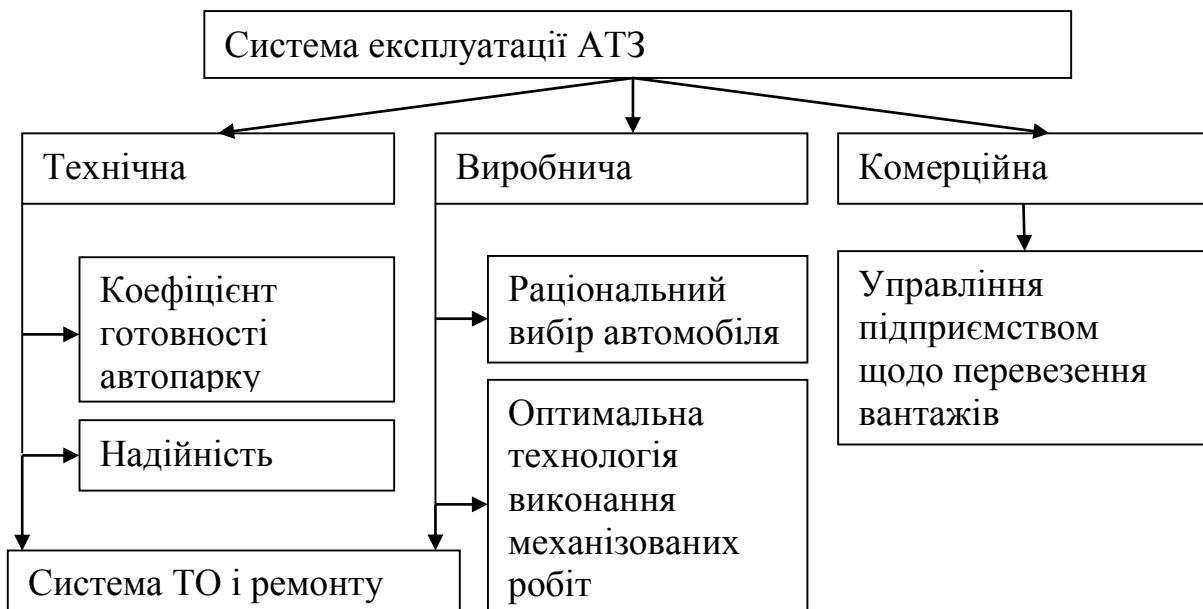 Система експлуатації АТЗ
Технічна
Виробнича
Комерційна
Коефіцієнт
готовності
автопарку
Раціональний
вибір автомобіля
Управління
підприємством
щодо перевезення
вантажів
Надійність
Оптимальна
технологія
виконання
механізованих
робіт
Система ТО і ремонту